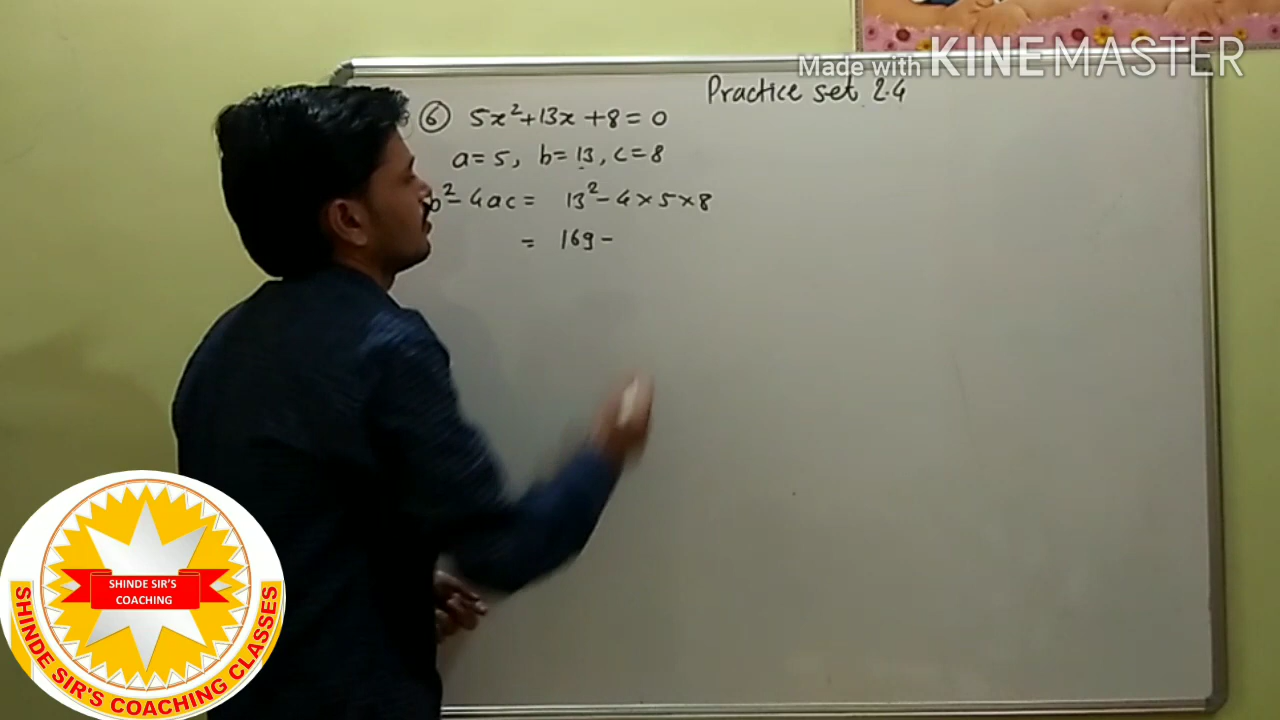 Made with KINEMASTER
Practice set 2.4
⑥ 5x²+13x+8=0
a=5, b=13, c=8
b²-4ac= 13²-4×5×8
= 169-
SHINDE SIR'S
COACHING
SHINDE SIR'S COACHING CLASSES